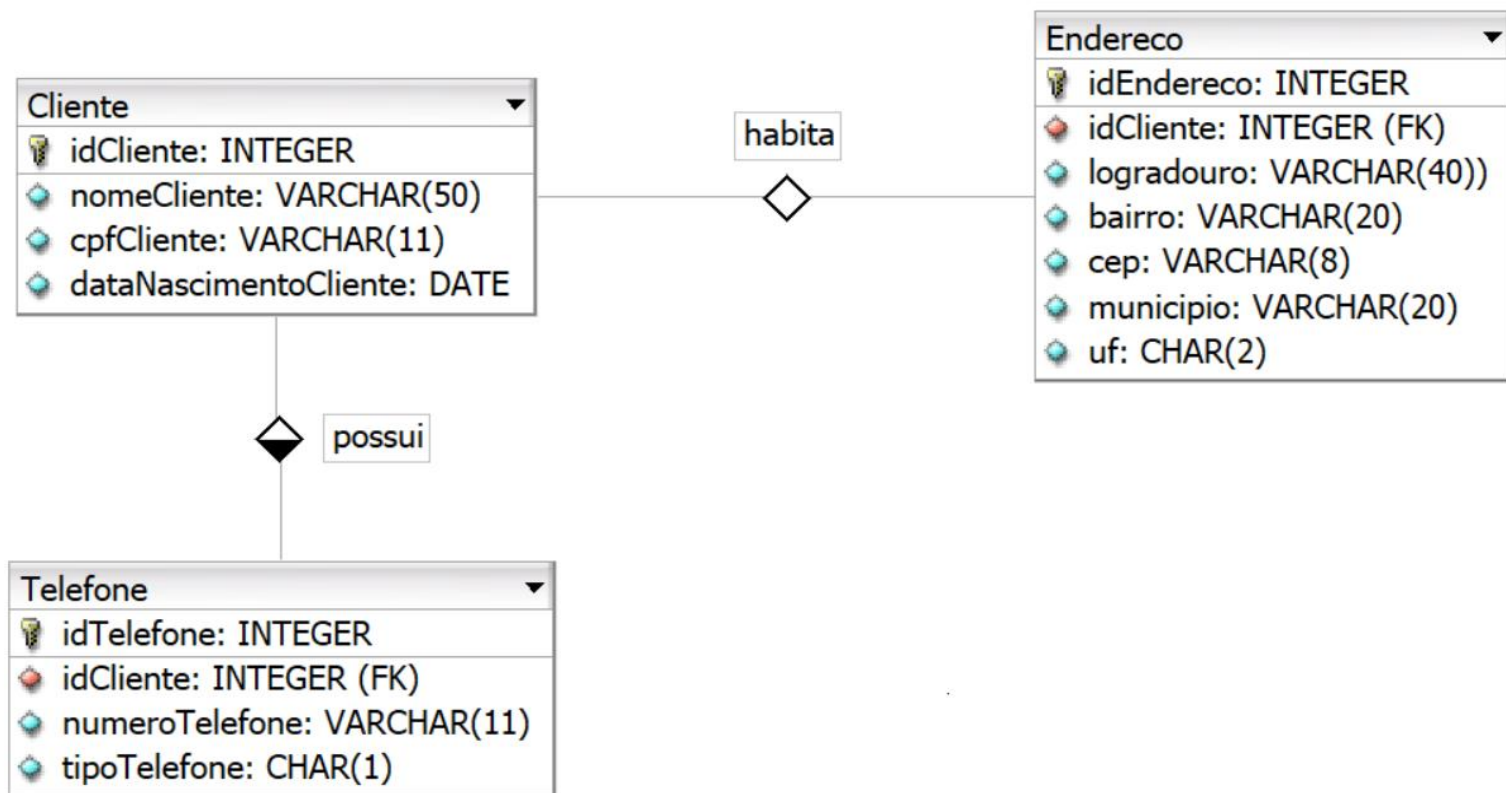 Cliente
idCliente: INTEGER
nomeCliente: VARCHAR(50)
cpfCliente: VARCHAR(11)
dataNascimentoCliente: DATE
habita
Endereco
idEndereco: INTEGER
idCliente: INTEGER (FK)
logradouro: VARCHAR(40))
bairro: VARCHAR(20)
cep: VARCHAR(8)
municipio: VARCHAR(20)
uf: CHAR(2)
possui
Telefone
idTelefone: INTEGER
idCliente: INTEGER (FK)
numeroTelefone: VARCHAR(11)
tipoTelefone: CHAR(1)